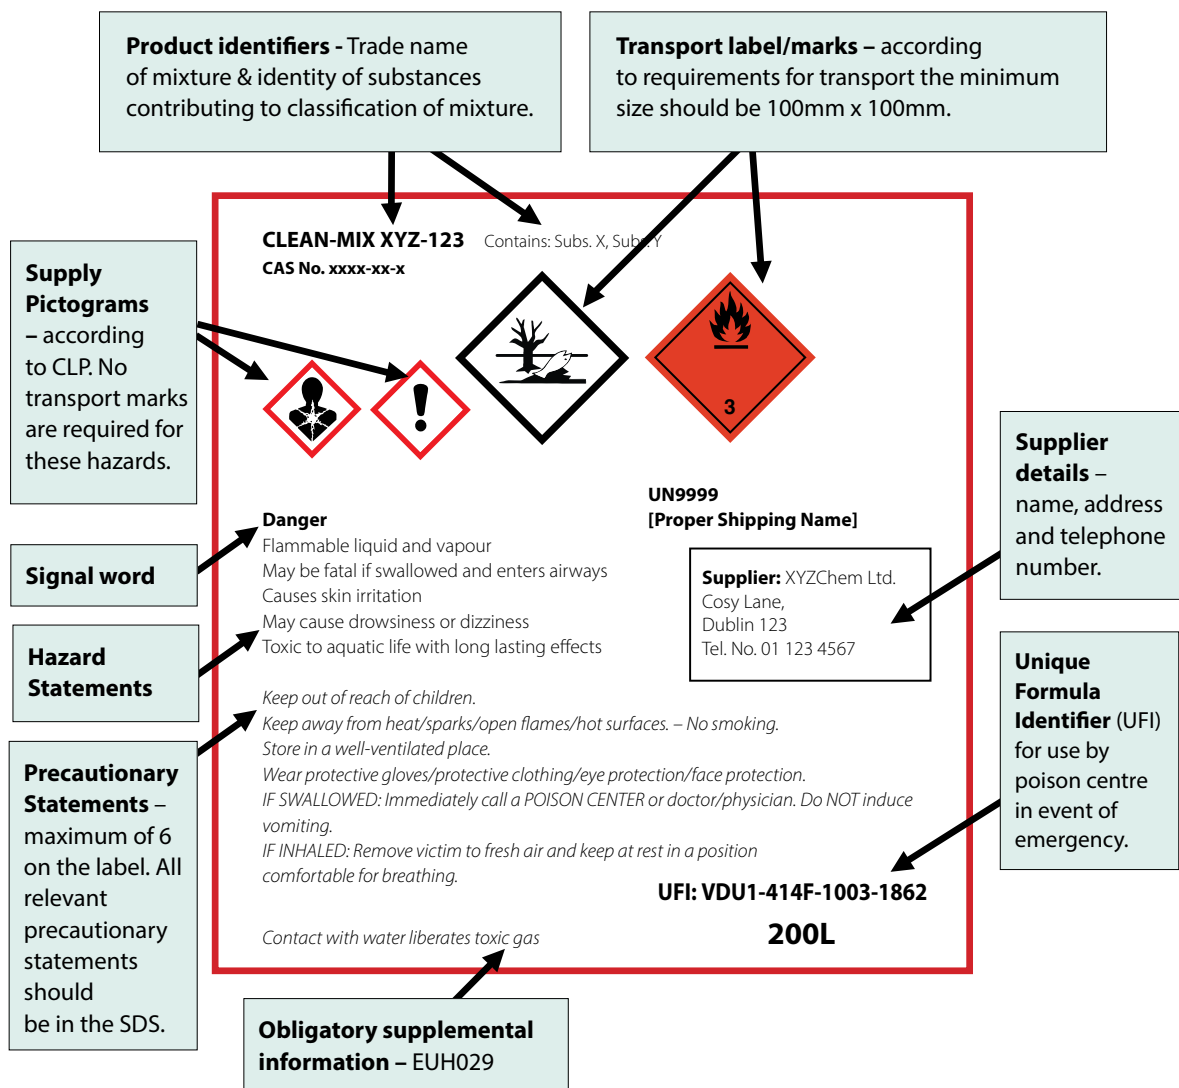 Product identifiers - Trade name
of mixture & identity of substances
contributing to classification of mixture.
Transport label/marks – according
to requirements for transport the minimum
size should be 100mm x 100mm.
Supply
Pictograms
– according
to CLP. No
transport marks
are required for
these hazards.
Signal word
Hazard
Statements
Precautionary
Statements –
maximum of 6
on the label. All
relevant
precautionary
statements
should
be in the SDS.
CLEAN-MIX XYZ-123 Contains: Subs. X, Subs. Y
CAS No. xxxx-xx-x
3
UN9999
[Proper Shipping Name]
Danger
Flammable liquid and vapour
May be fatal if swallowed and enters airways
Causes skin irritation
May cause drowsiness or dizziness
Toxic to aquatic life with long lasting effects
Supplier: XYZChem Ltd.
Cosy Lane,
Dublin 123
Tel. No. 01 123 4567
Keep out of reach of children.
Keep away from heat/sparks/open flames/hot surfaces. – No smoking.
Store in a well-ventilated place.
Wear protective gloves/protective clothing/eye protection/face protection.
IF SWALLOWED: Immediately call a POISON CENTER or doctor/physician. Do NOT induce
vomiting.
IF INHALED: Remove victim to fresh air and keep at rest in a position
comfortable for breathing.
UFI: VDU1-414F-1003-1862
200L
Contact with water liberates toxic gas
Supplier
details –
name, address
and telephone
number.
Unique
Formula
Identifier (UFI)
for use by
poison centre
in event of
emergency.
Obligatory supplemental
information – EUH029